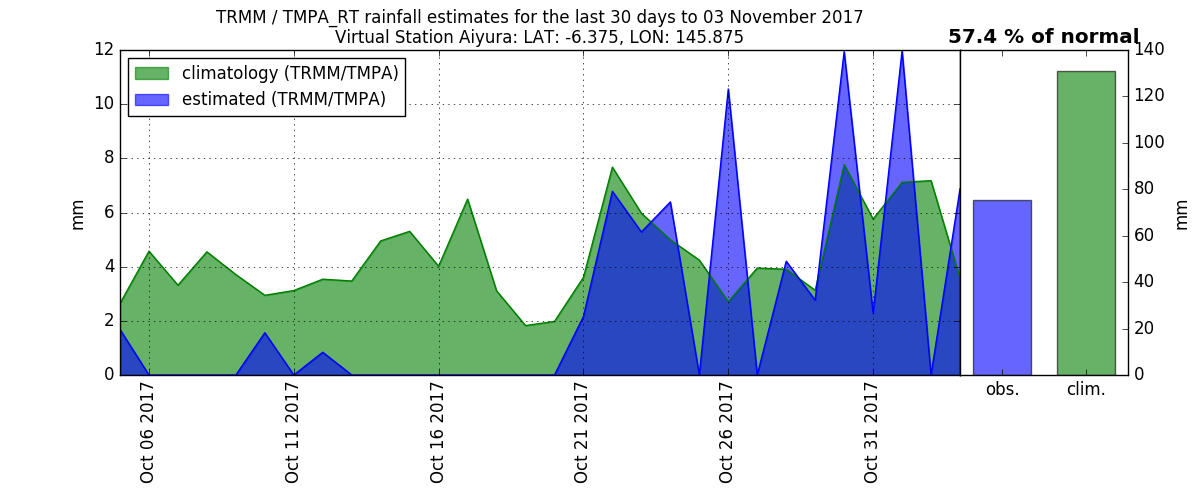 TRMM / TMPA_RT rainfall estimates for the last 30 days to 03 November 2017
Virtual Station Aiyura: LAT: -6.375, LON: 145.875
57.4 % of normal
climatology (TRMM/TMPA)
estimated (TRMM/TMPA)
mm
12
10
8
6
4
2
0
Oct 06 2017
Oct 11 2017
Oct 16 2017
Oct 21 2017
Oct 26 2017
Oct 31 2017
obs.
clim.
140
120
100
80
60
40
20
0
mm